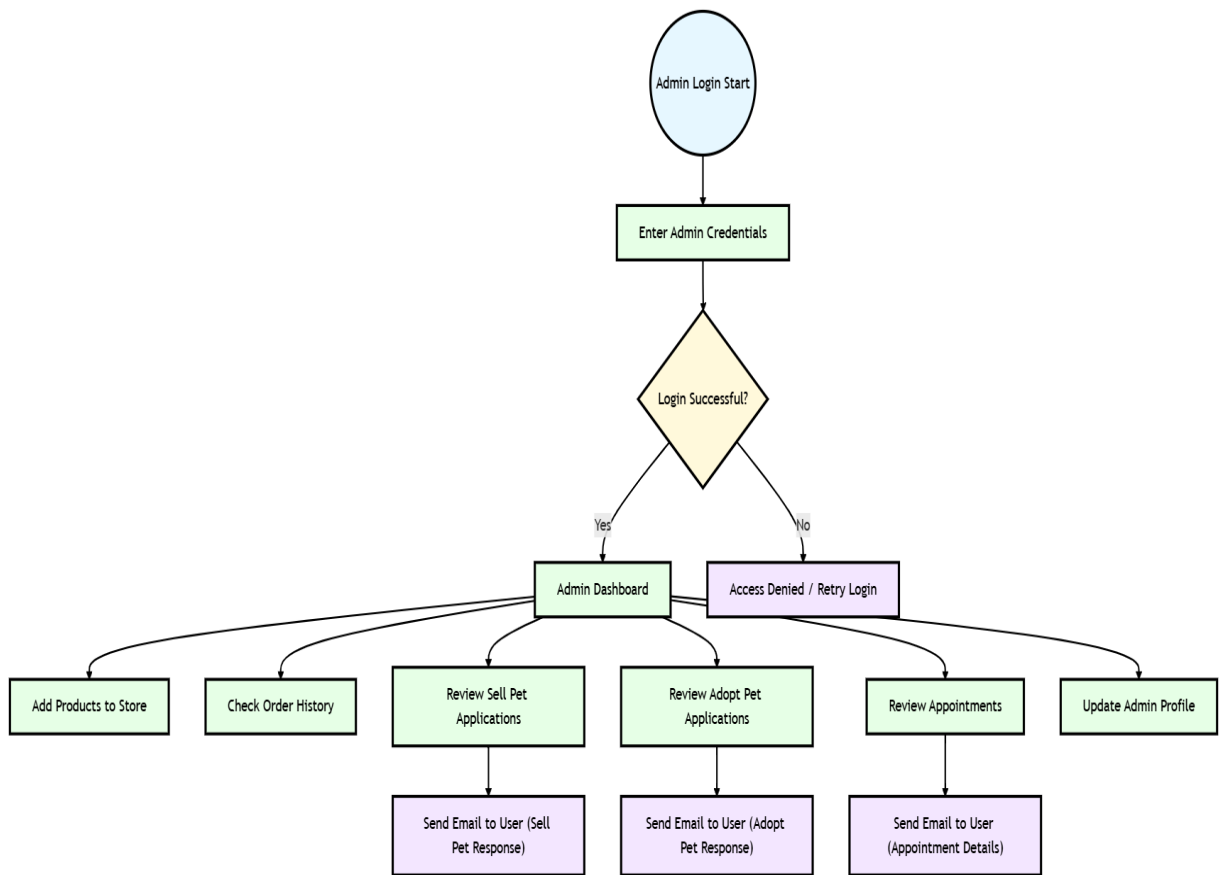 Admin Login Start
Enter Admin Credentials
Login Successful?
Yes
No
Admin Dashboard
Access Denied / Retry Login
Add Products to Store
Check Order History
Review Sell Pet
Applications
Review Adopt Pet
Applications
Review Appointments
Update Admin Profile
Send Email to User (Sell
Pet Response)
Send Email to User (Adopt
Pet Response)
Send Email to User
(Appointment Details)